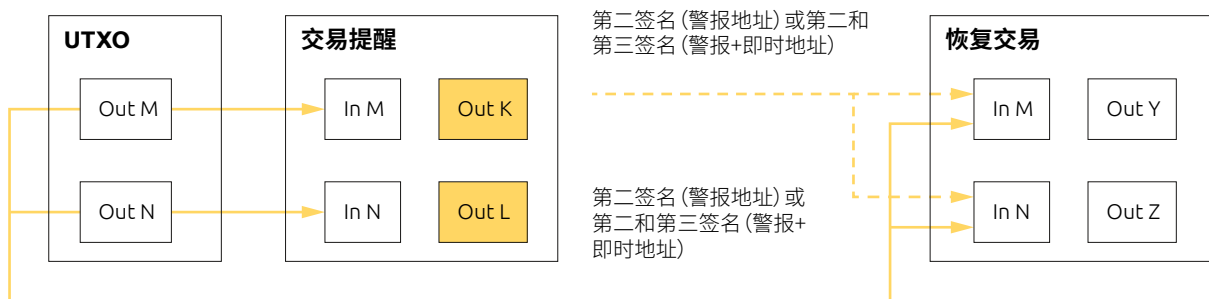 UTXO
Out M
Out N
交易提醒
In M
Out K
In N
Out L
第二签名（警报地址）或第二和
第三签名（警报+即时地址）
第二签名（警报地址）或
第二和第三签名（警报+
即时地址）
恢复交易
In M
Out Y
In N
Out Z